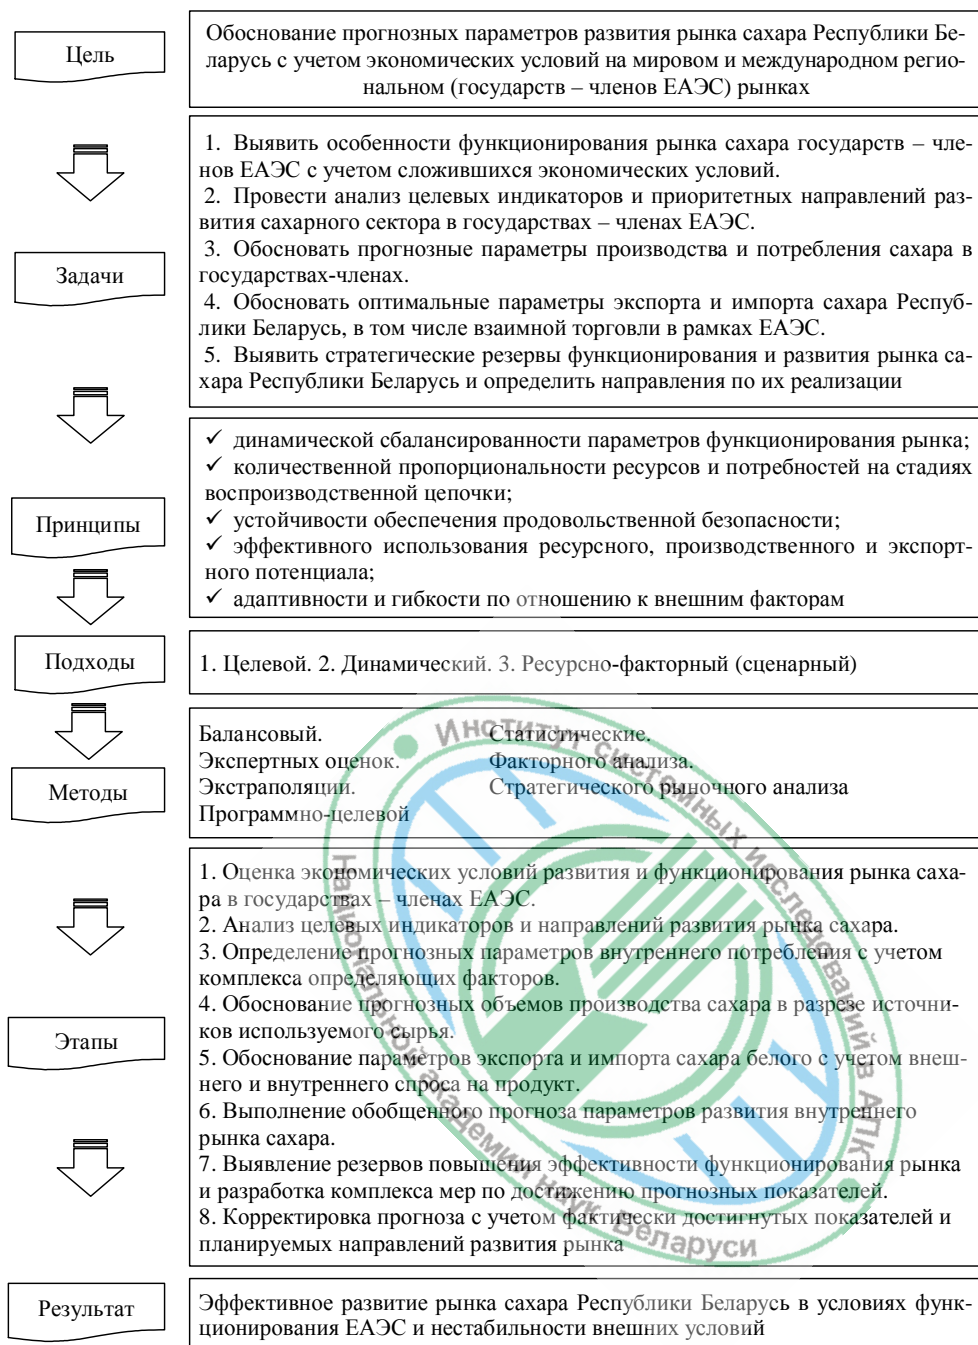 Цель
Обоснование прогнозных параметров развития рынка сахара Республики Бе-
ларусь с учетом экономических условий на мировом и международном регио-
нальном (государств – членов ЕАЭС) рынках
Задачи
1. Выявить особенности функционирования рынка сахара государств – чле-
нов ЕАЭС с учетом сложившихся экономических условий.
2. Провести анализ целевых индикаторов и приоритетных направлений раз-
вития сахарного сектора в государствах – членах ЕАЭС.
3. Обосновать прогнозные параметры производства и потребления сахара в
государствах-членах.
4. Обосновать оптимальные параметры экспорта и импорта сахара Респуб-
лики Беларусь, в том числе взаимной торговли в рамках ЕАЭС.
5. Выявить стратегические резервы функционирования и развития рынка са-
хара Республики Беларусь и определить направления по их реализации
Принципы
✓ динамической сбалансированности параметров функционирования рынка;
✓ количественной пропорциональности ресурсов и потребностей на стадиях
воспроизводственной цепочки;
✓ устойчивости обеспечения продовольственной безопасности;
✓ эффективного использования ресурсного, производственного и экспорт-
ного потенциала;
✓ адаптивности и гибкости по отношению к внешним факторам
Подходы
1. Целевой. 2. Динамический. 3. Ресурсно-факторный (сценарный)
Методы
Балансовый. Статистические.
Экспертных оценок. Факторного анализа.
Экстраполяции. Стратегического рыночного анализа
Программно-целевой
Этапы
1. Оценка экономических условий развития и функционирования рынка саха-
ра в государствах – членах ЕАЭС.
2. Анализ целевых индикаторов и направлений развития рынка сахара.
3. Определение прогнозных параметров внутреннего потребления с учетом
комплекса определяющих факторов.
4. Обоснование прогнозных объемов производства сахара в разрезе источни-
ков используемого сырья.
5. Обоснование параметров экспорта и импорта сахара белого с учетом внеш-
него и внутреннего спроса на продукт.
6. Выполнение обобщенного прогноза параметров развития внутреннего
рынка сахара.
7. Выявление резервов повышения эффективности функционирования рынка
и разработка комплекса мер по достижению прогнозных показателей.
8. Корректировка прогноза с учетом фактически достигнутых показателей и
планируемых направлений развития рынка
Результат
Эффективное развитие рынка сахара Республики Беларусь в условиях функ-
ционирования ЕАЭС и нестабильности внешних условий
Институт системных исследований в АПК
Национальной академии наук Беларуси